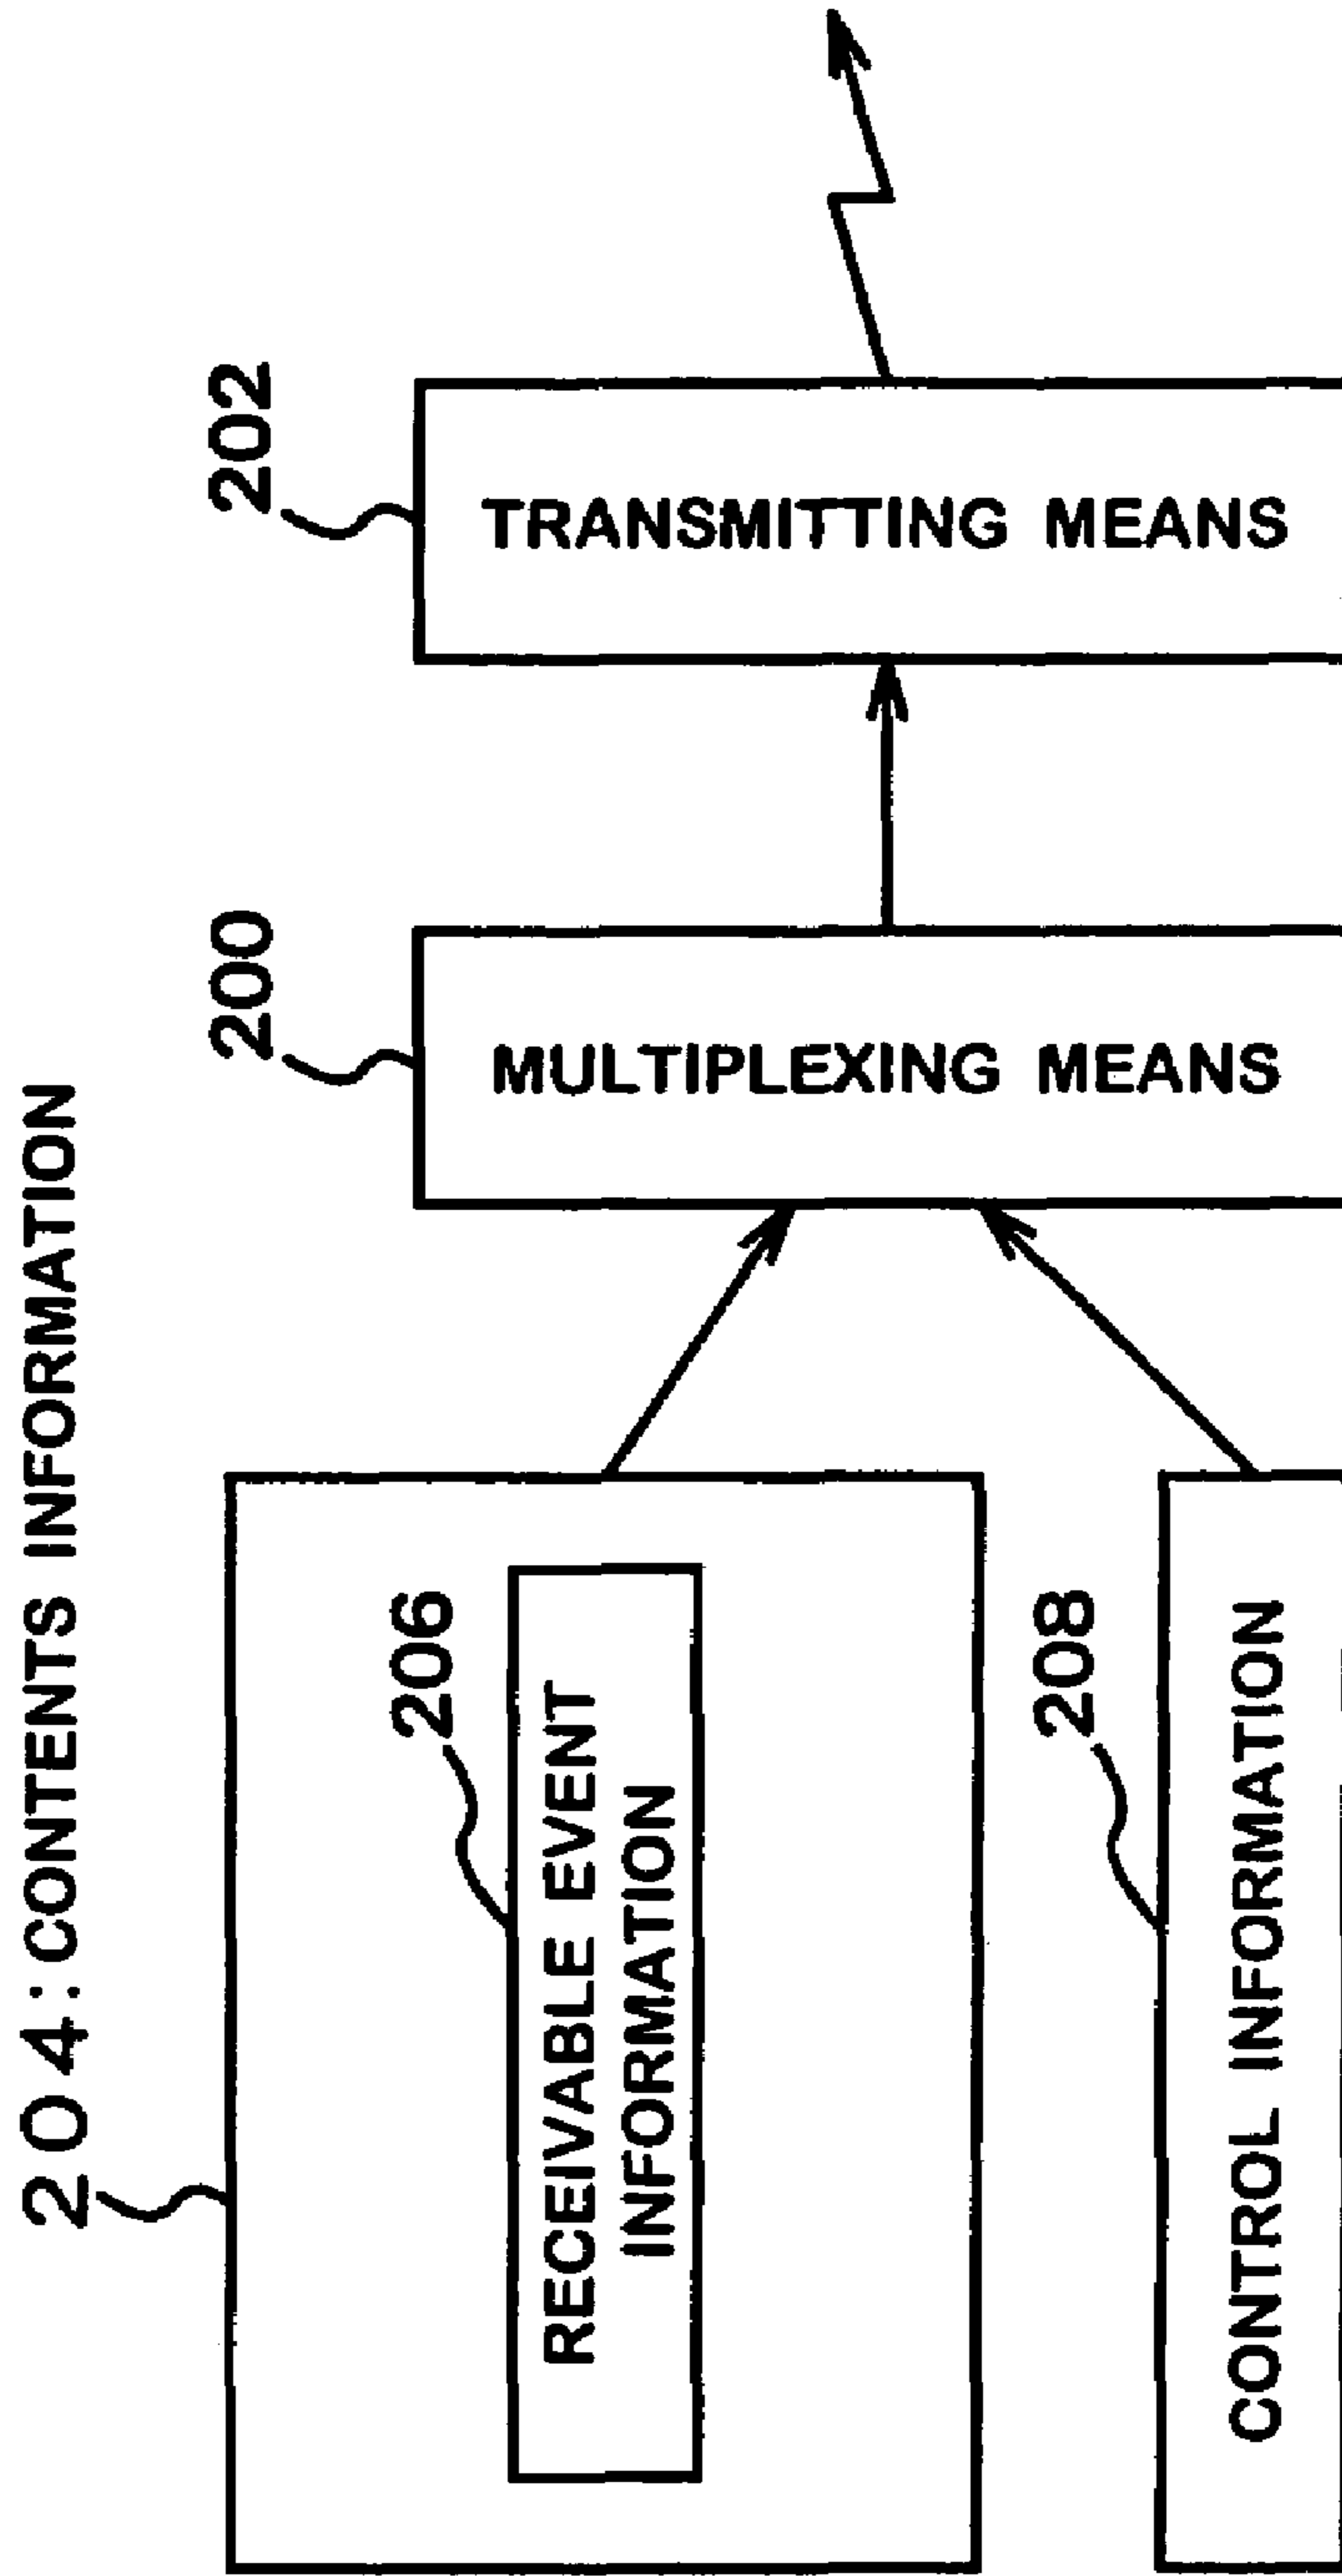 204:CONTENTS INFORMATION
206
RECEIVABLE EVENT
INFORMATION
208
CONTROL INFORMATION
200
MULTIPLEXING MEANS
202
TRANSMITTING MEANS